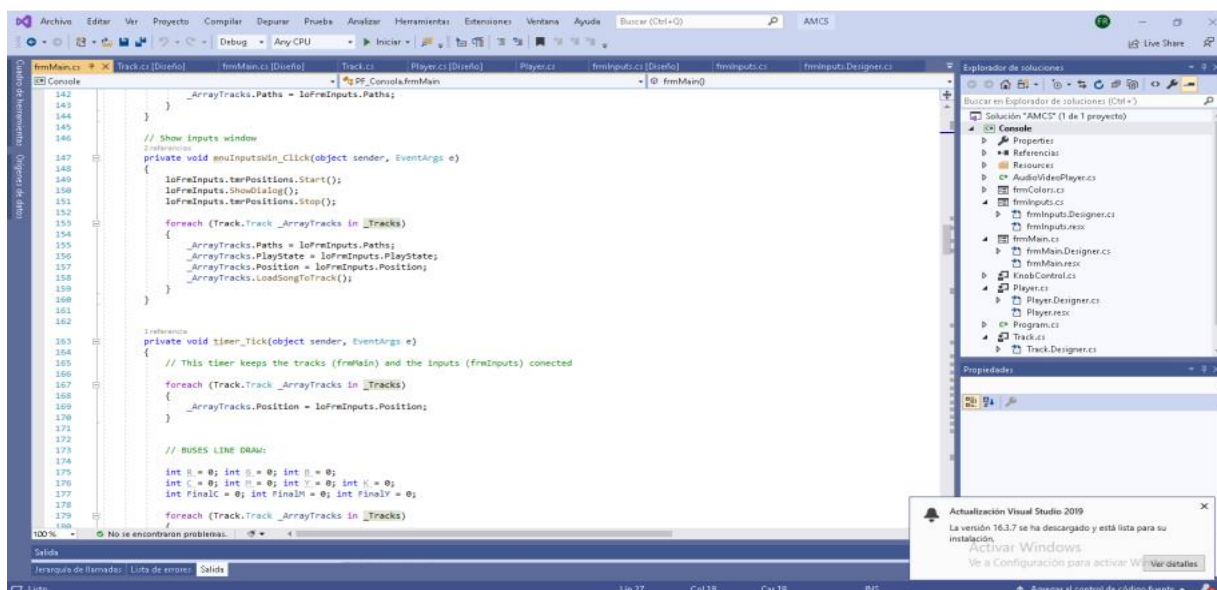 Archivo Editar Ver Proyecto Compilar Depurar Prueba Analizar Herramientas Extensiones Ventana Ayuda Buscar (Ctrl+Q) AMCS FR
Debug Any CPU Iniciar Live Share
Cuadro de herramientas Orígenes de datos
frmMain.cs Track.cs [Diseño] frmMain.cs [Diseño] Track.cs Player.cs [Diseño] Player.cs frmInputs.cs [Diseño] frmInputs.cs frmInputs.Designer.cs
Console PF_Consola.frmMain frmMain()
142 _ArrayTracks.Paths = loFrmInputs.Paths;
143 }
144 }
145
146 // Show inputs window
2 referencias
147 private void mnuInputsWin_Click(object sender, EventArgs e)
148 {
149 loFrmInputs.tmrPositions.Start();
150 loFrmInputs.ShowDialog();
151 loFrmInputs.tmrPositions.Stop();
152
153 foreach (Track.Track _ArrayTracks in _Tracks)
154 {
155 _ArrayTracks.Paths = loFrmInputs.Paths;
156 _ArrayTracks.PlayState = loFrmInputs.PlayState;
157 _ArrayTracks.Position = loFrmInputs.Position;
158 _ArrayTracks.LoadSongToTrack();
159 }
160 }
161
162
1 referencia
163 private void timer_Tick(object sender, EventArgs e)
164 {
165 // This timer keeps the tracks (frmMain) and the inputs (frmInputs) conected
166
167 foreach (Track.Track _ArrayTracks in _Tracks)
168 {
169 _ArrayTracks.Position = loFrmInputs.Position;
170 }
171
172
173 // BUSES LINE DRAW:
174
175 int R = 0; int G = 0; int B = 0;
176 int C = 0; int M = 0; int Y = 0; int K = 0;
177 int FinalC = 0; int FinalM = 0; int FinalY = 0;
178
179 foreach (Track.Track _ArrayTracks in _Tracks)
180 {
100 % No se encontraron problemas.
Salida
Jerarquía de llamadas Lista de errores Salida
Listo Lín 27 Col 18 Car 18 INS Agregar al control de código fuente
Explorador de soluciones
Buscar en Explorador de soluciones (Ctrl+')
Solución "AMCS" (1 de 1 proyecto)
Console
Properties
Referencias
Resources
AudioVideoPlayer.cs
frmColors.cs
frmInputs.cs
frmInputs.Designer.cs
frmInputs.resx
frmMain.cs
frmMain.Designer.cs
frmMain.resx
KnobControl.cs
Player.cs
Player.Designer.cs
Player.resx
Program.cs
Track.cs
Track.Designer.cs
Propiedades
Actualización Visual Studio 2019
La versión 16.3.7 se ha descargado y está lista para su
instalación.
Activar Windows
Ve a Configuración para activar
Ver detalles